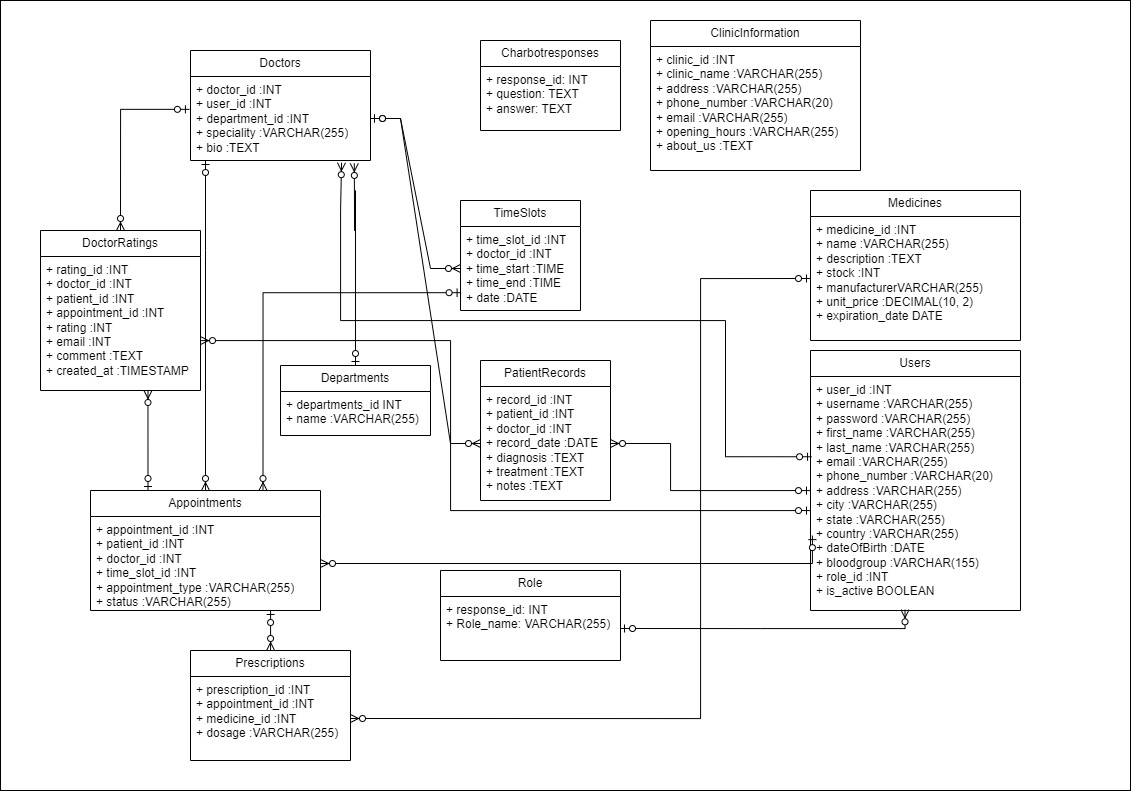 Doctors
+ doctor_id :INT
+ user_id :INT
+ department_id :INT
+ speciality :VARCHAR(255)
+ bio :TEXT
Charbotresponses
+ response_id: INT
+ question: TEXT
+ answer: TEXT
ClinicInformation
+ clinic_id :INT
+ clinic_name :VARCHAR(255)
+ address :VARCHAR(255)
+ phone_number :VARCHAR(20)
+ email :VARCHAR(255)
+ opening_hours :VARCHAR(255)
+ about_us :TEXT
DoctorRatings
+ rating_id :INT
+ doctor_id :INT
+ patient_id :INT
+ appointment_id :INT
+ rating :INT
+ email :INT
+ comment :TEXT
+ created_at :TIMESTAMP
TimeSlots
+ time_slot_id :INT
+ doctor_id :INT
+ time_start :TIME
+ time_end :TIME
+ date :DATE
Medicines
+ medicine_id :INT
+ name :VARCHAR(255)
+ description :TEXT
+ stock :INT
+ manufacturerVARCHAR(255)
+ unit_price :DECIMAL(10, 2)
+ expiration_date DATE
Departments
+ departments_id INT
+ name :VARCHAR(255)
PatientRecords
+ record_id :INT
+ patient_id :INT
+ doctor_id :INT
+ record_date :DATE
+ diagnosis :TEXT
+ treatment :TEXT
+ notes :TEXT
Users
+ user_id :INT
+ username :VARCHAR(255)
+ password :VARCHAR(255)
+ first_name :VARCHAR(255)
+ last_name :VARCHAR(255)
+ email :VARCHAR(255)
+ phone_number :VARCHAR(20)
+ address :VARCHAR(255)
+ city :VARCHAR(255)
+ state :VARCHAR(255)
+ country :VARCHAR(255)
+ dateOfBirth :DATE
+ bloodgroup :VARCHAR(155)
+ role_id :INT
+ is_active BOOLEAN
Appointments
+ appointment_id :INT
+ patient_id :INT
+ doctor_id :INT
+ time_slot_id :INT
+ appointment_type :VARCHAR(255)
+ status :VARCHAR(255)
Role
+ response_id: INT
+ Role_name: VARCHAR(255)
Prescriptions
+ prescription_id :INT
+ appointment_id :INT
+ medicine_id :INT
+ dosage :VARCHAR(255)